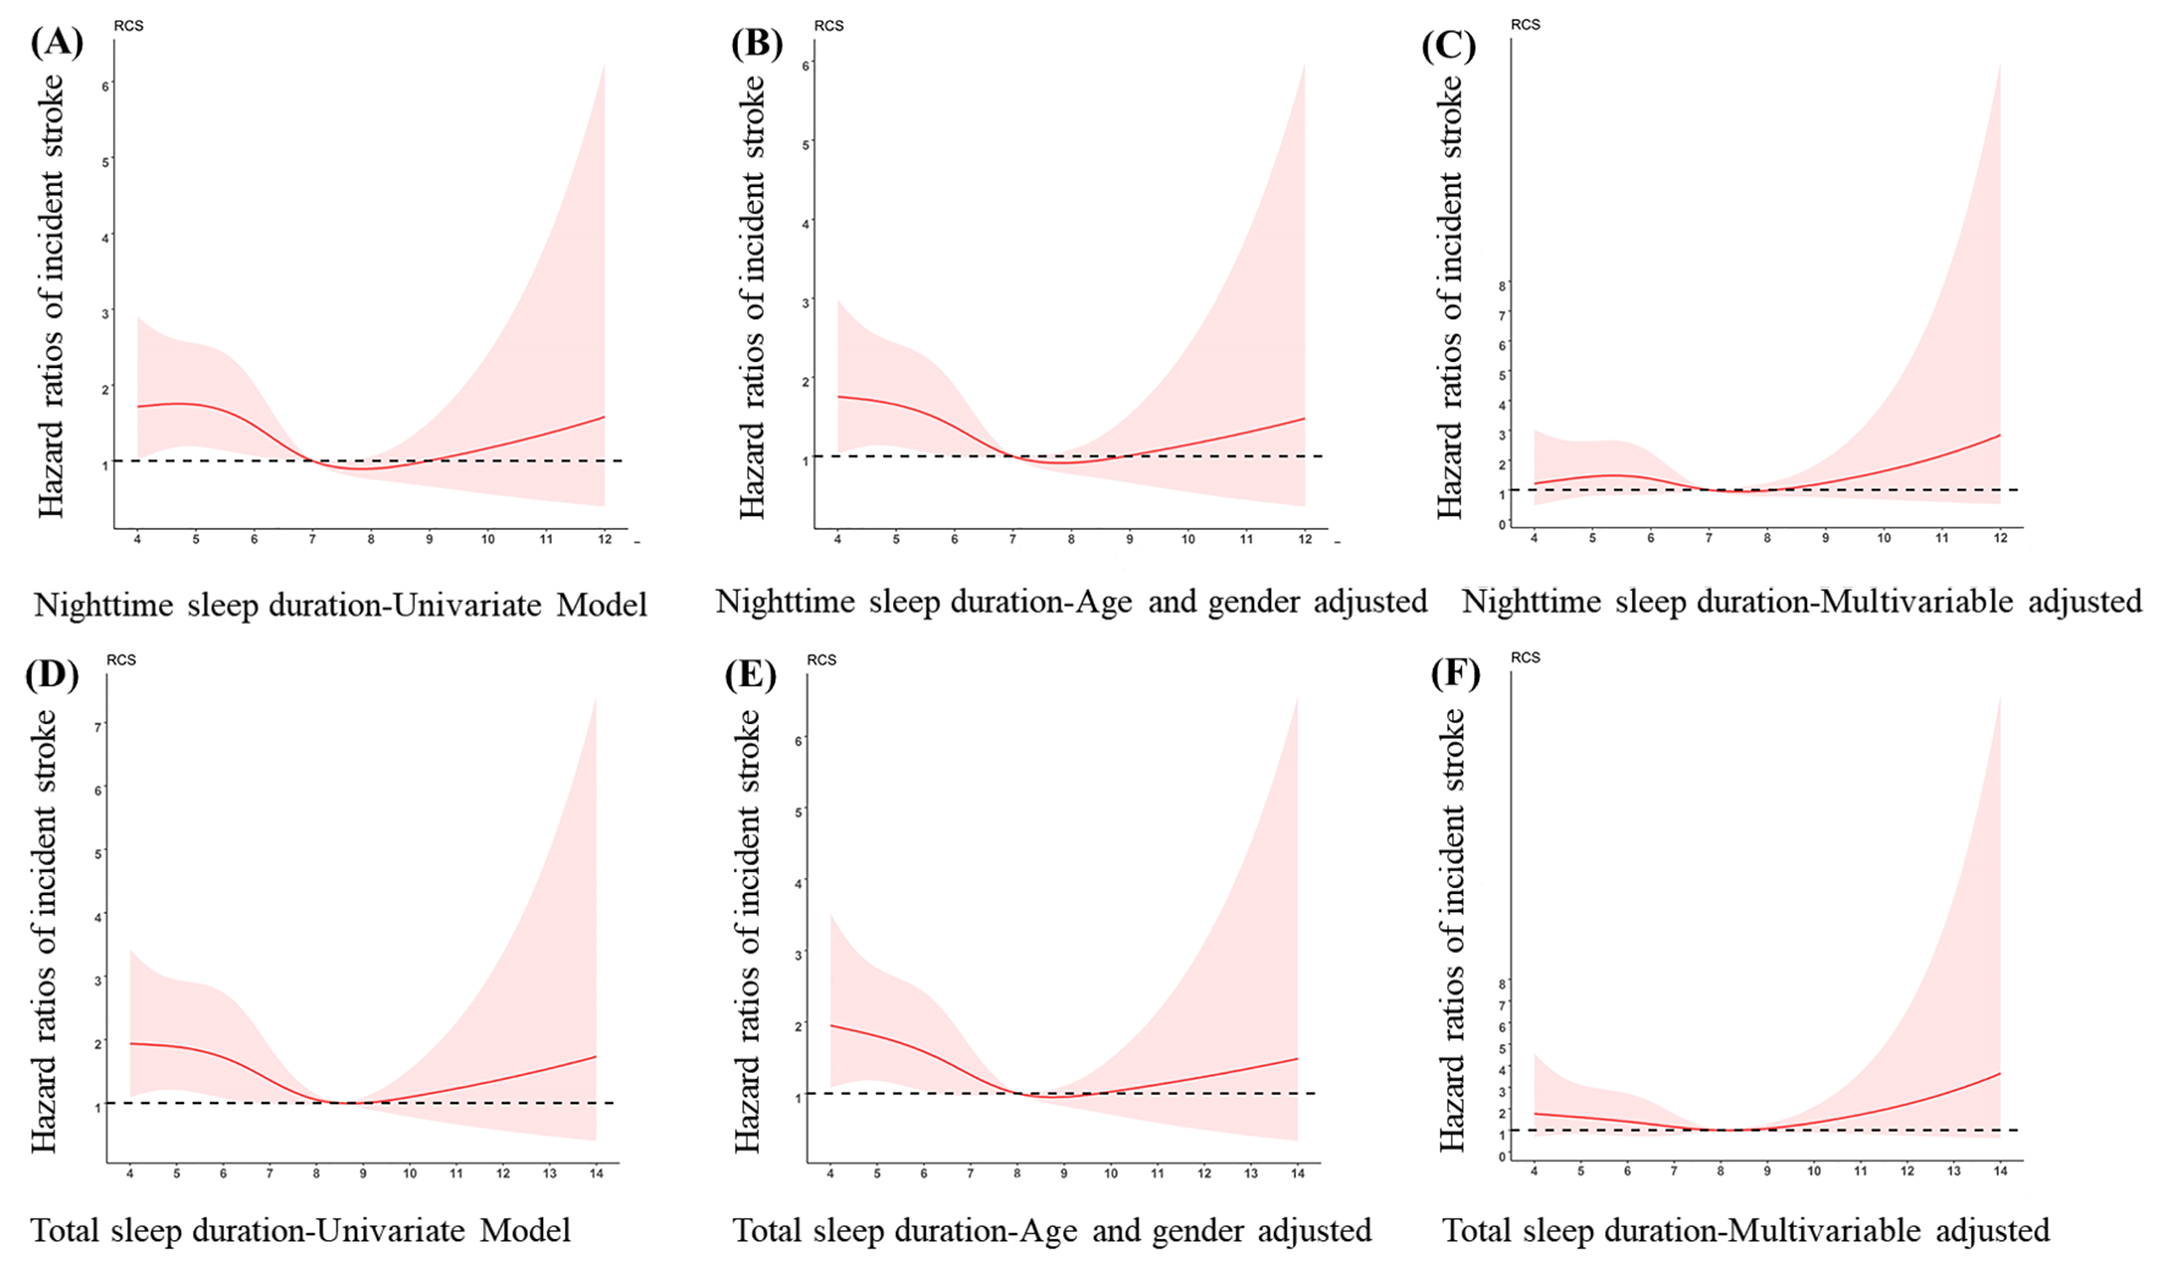 (A)
RCS
Hazard ratios of incident stroke
6
5
4
3
2
1
4 5 6 7 8 9 10 11 12
Nighttime sleep duration-Univariate Model
(B)
RCS
Hazard ratios of incident stroke
6
5
4
3
2
1
4 5 6 7 8 9 10 11 12
Nighttime sleep duration-Age and gender adjusted
(C)
RCS
Hazard ratios of incident stroke
8
7
6
5
4
3
2
1
0
4 5 6 7 8 9 10 11 12
Nighttime sleep duration-Multivariable adjusted
(D)
RCS
Hazard ratios of incident stroke
7
6
5
4
3
2
1
4 5 6 7 8 9 10 11 12 13 14
Total sleep duration-Univariate Model
(E)
RCS
Hazard ratios of incident stroke
6
5
4
3
2
1
4 5 6 7 8 9 10 11 12 13 14
Total sleep duration-Age and gender adjusted
(F)
RCS
Hazard ratios of incident stroke
8
7
6
5
4
3
2
1
0
4 5 6 7 8 9 10 11 12 13 14
Total sleep duration-Multivariable adjusted